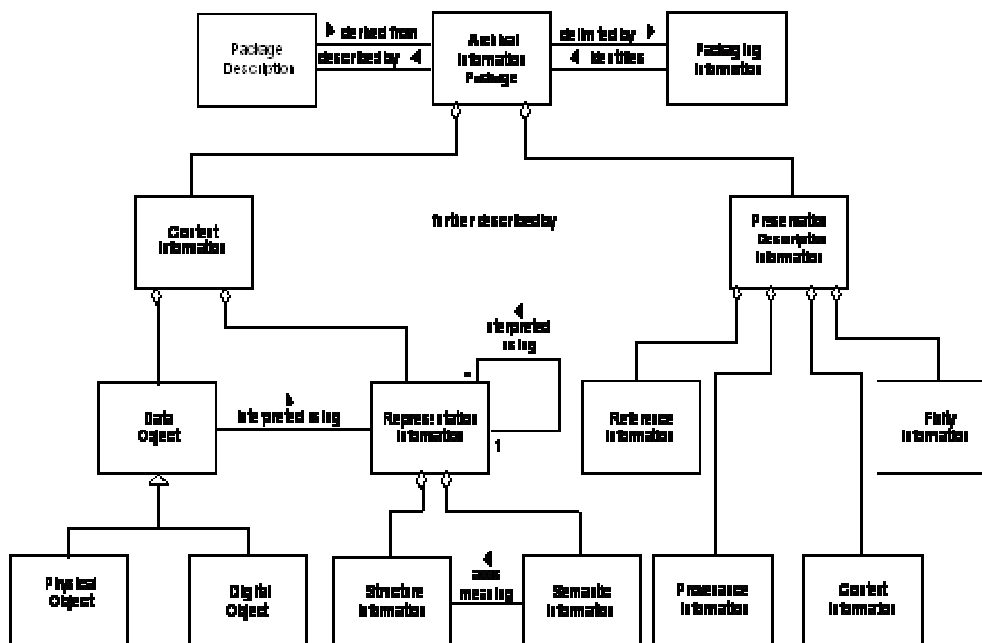 Package
Description
derived from
described by
Archival
Information
Package
delimited by
identifies
Packaging
Information
Content
Information
further described by
Preservation
Description
Information
interpreted
using
Data
Object
interpreted using
Representation
Information
*
1
Reference
Information
Fixity
Information
Physical
Object
Digital
Object
Structure
Information
adds
meaning
Semantic
Information
Provenance
Information
Context
Information